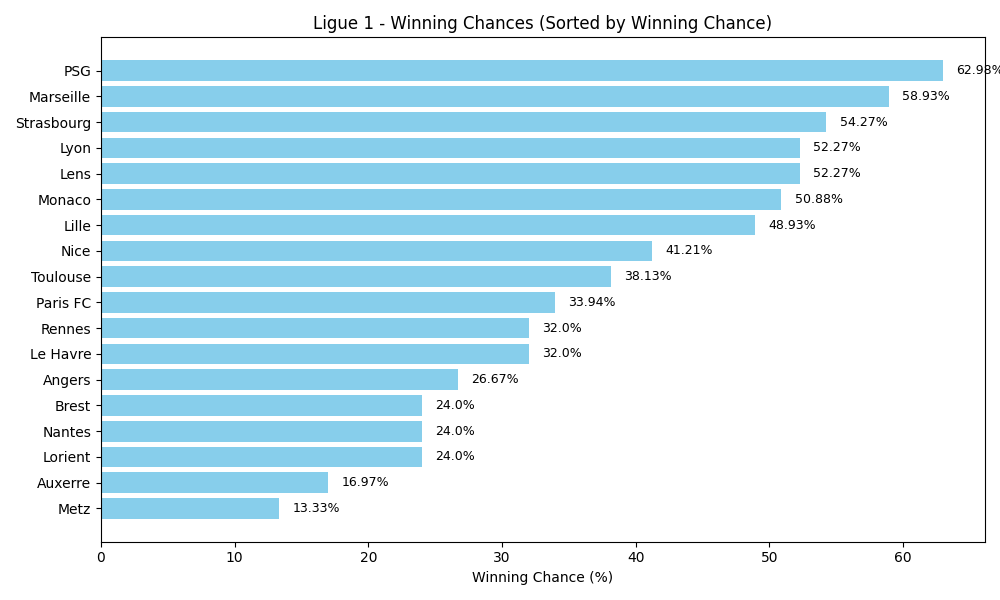 Ligue 1 - Winning Chances (Sorted by Winning Chance)
PSG 62.98%
Marseille 58.93%
Strasbourg 54.27%
Lyon 52.27%
Lens 52.27%
Monaco 50.88%
Lille 48.93%
Nice 41.21%
Toulouse 38.13%
Paris FC 33.94%
Rennes 32.0%
Le Havre 32.0%
Angers 26.67%
Brest 24.0%
Nantes 24.0%
Lorient 24.0%
Auxerre 16.97%
Metz 13.33%
0 10 20 30 40 50 60
Winning Chance (%)